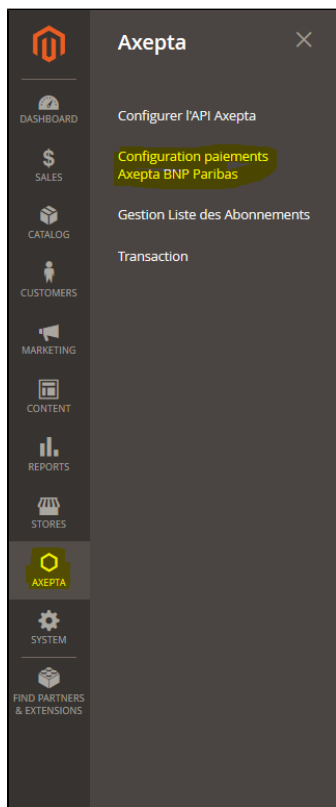 Axepta
DASHBOARD
Configurer l'API Axepta
$
SALES
Configuration paiements
Axepta BNP Paribas
CATALOG
Gestion Liste des Abonnements
Transaction
CUSTOMERS
MARKETING
CONTENT
REPORTS
STORES
AXEPTA
SYSTEM
FIND PARTNERS
& EXTENSIONS